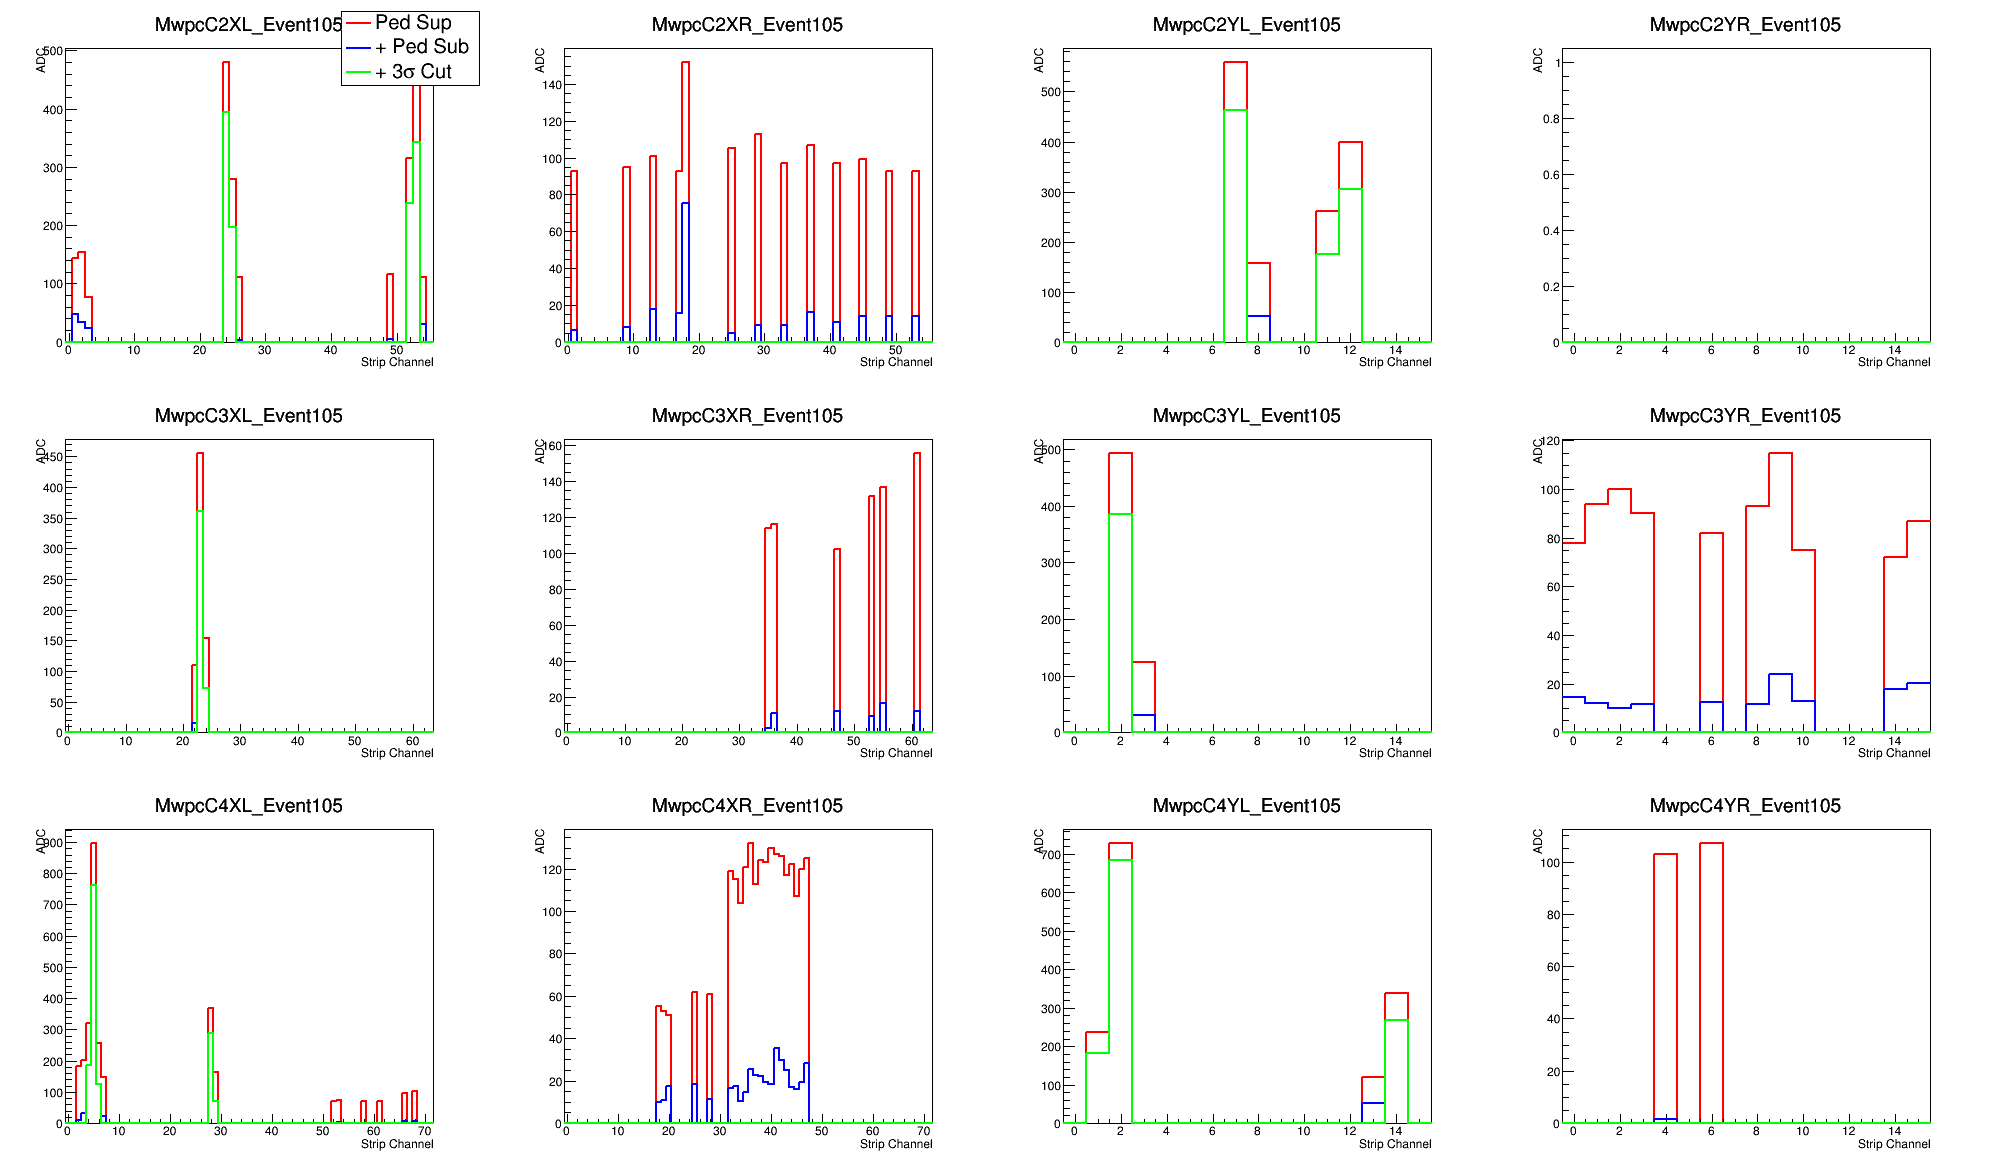 MwpcC2XL_Event105
Ped Sup
+ Ped Sub
+ 3σ Cut
ADC
500
400
300
200
100
0
0 10 20 30 40 50
Strip Channel
MwpcC2XR_Event105
ADC
140
120
100
80
60
40
20
0
0 10 20 30 40 50
Strip Channel
MwpcC2YL_Event105
ADC
500
400
300
200
100
0
0 2 4 6 8 10 12 14
Strip Channel
MwpcC2YR_Event105
ADC
1
0.8
0.6
0.4
0.2
0
0 2 4 6 8 10 12 14
Strip Channel
MwpcC3XL_Event105
ADC
450
400
350
300
250
200
150
100
50
0
0 10 20 30 40 50 60
Strip Channel
MwpcC3XR_Event105
ADC
160
140
120
100
80
60
40
20
0
0 10 20 30 40 50 60
Strip Channel
MwpcC3YL_Event105
ADC
500
400
300
200
100
0
0 2 4 6 8 10 12 14
Strip Channel
MwpcC3YR_Event105
ADC
120
100
80
60
40
20
0
0 2 4 6 8 10 12 14
Strip Channel
MwpcC4XL_Event105
ADC
900
800
700
600
500
400
300
200
100
0
0 10 20 30 40 50 60 70
Strip Channel
MwpcC4XR_Event105
ADC
120
100
80
60
40
20
0
0 10 20 30 40 50 60 70
Strip Channel
MwpcC4YL_Event105
ADC
700
600
500
400
300
200
100
0
0 2 4 6 8 10 12 14
Strip Channel
MwpcC4YR_Event105
ADC
100
80
60
40
20
0
0 2 4 6 8 10 12 14
Strip Channel